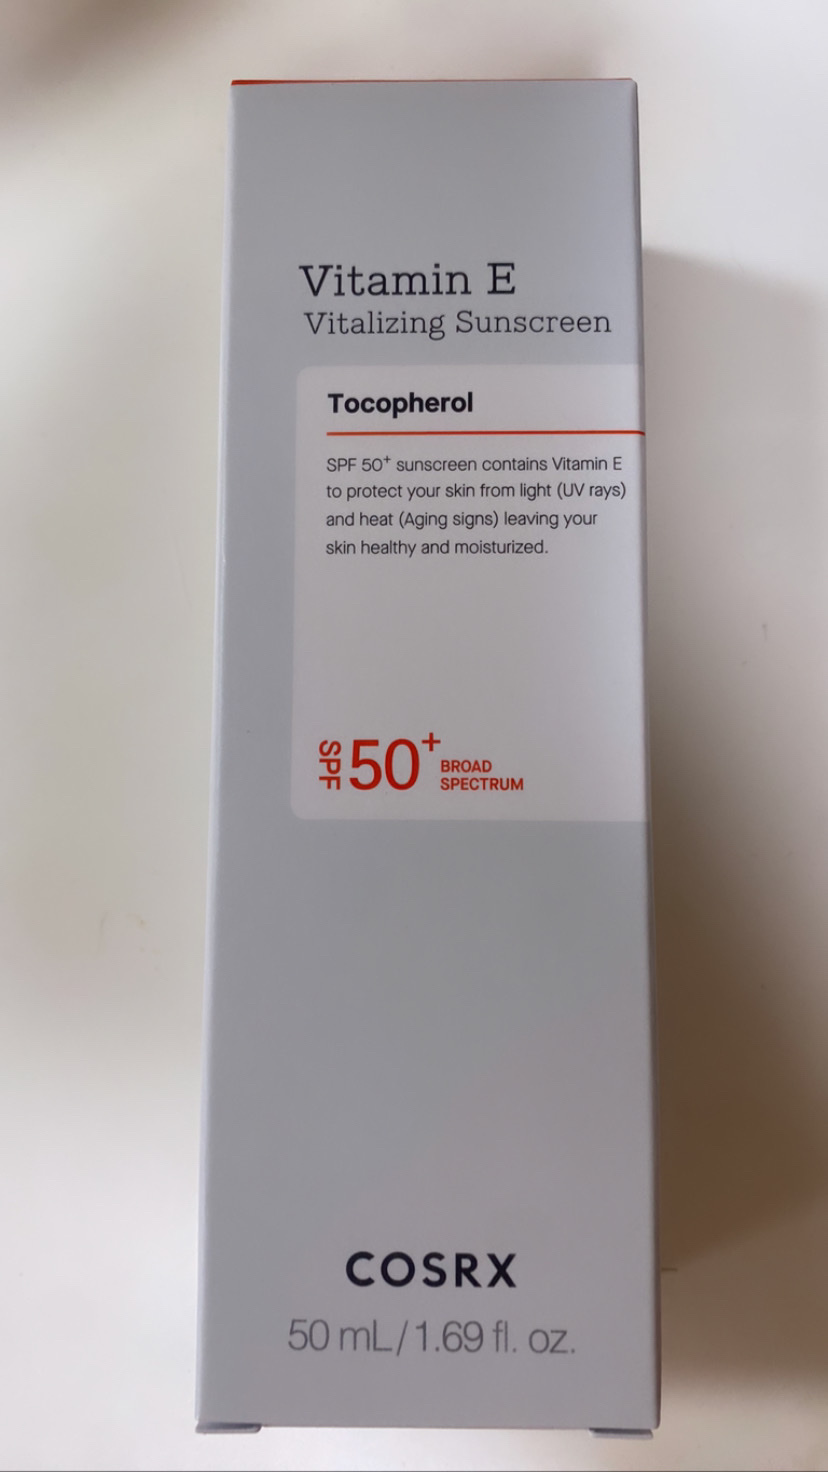 Vitamin E
Vitalizing Sunscreen
Tocopherol
SPF 50+ sunscreen contains Vitamin E
to protect your skin from light (UV rays)
and heat (Aging signs) leaving your
skin healthy and moisturized.
SPF 50+ BROAD
SPECTRUM
COSRX
50 mL/1.69 fl. oz.